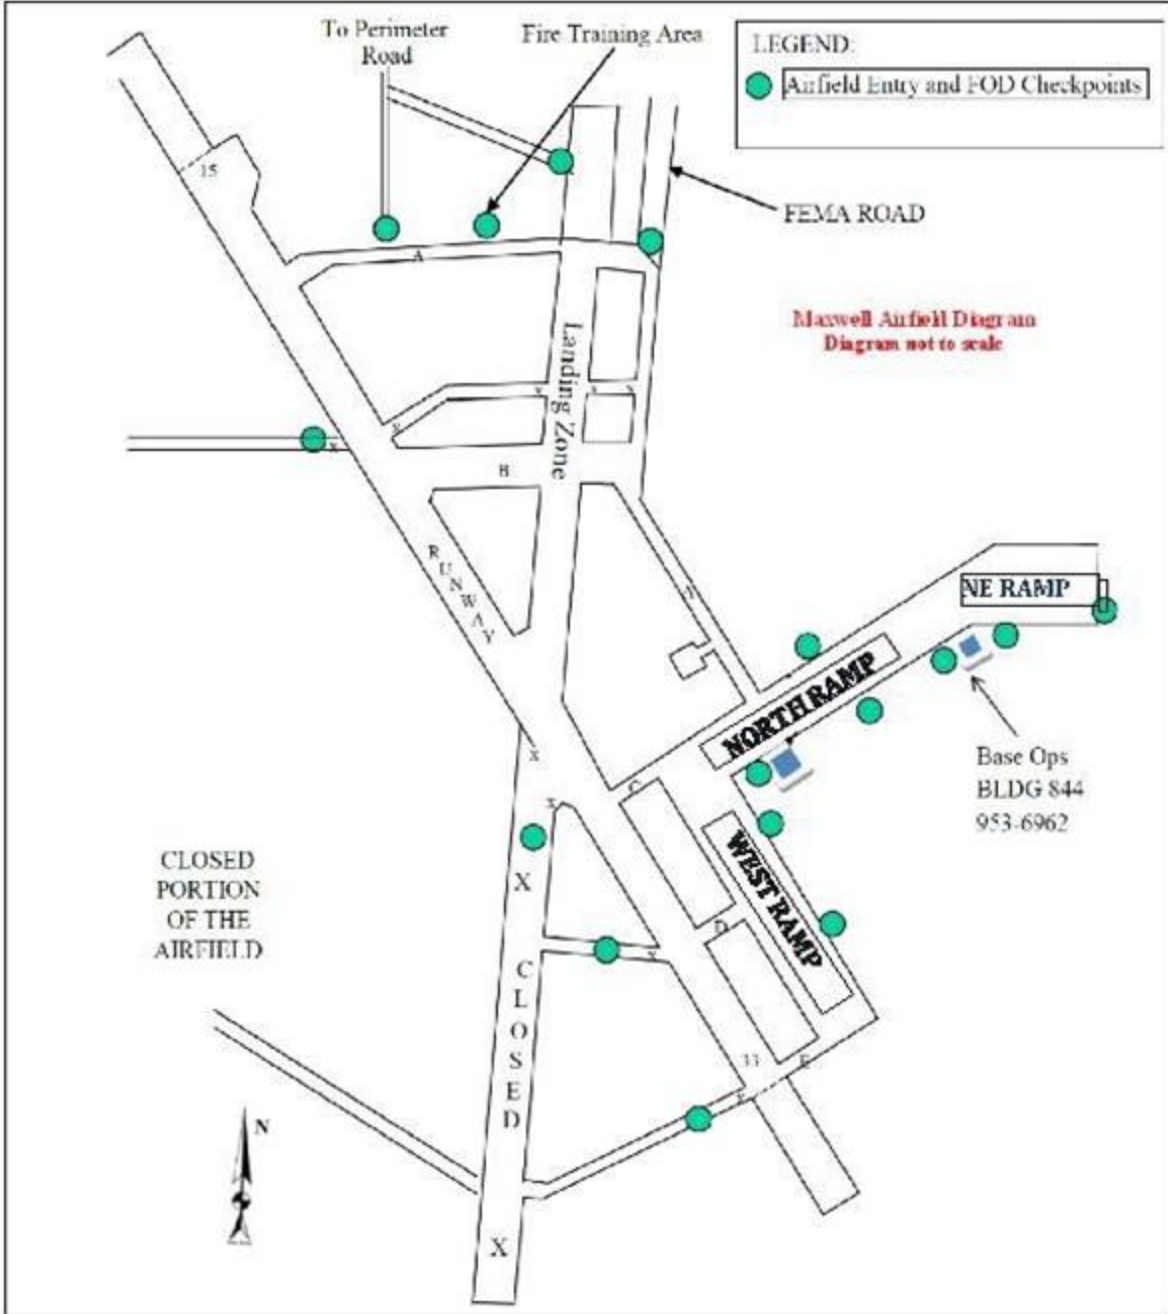 To Perimeter
Road
Fire Training Area
LEGEND:
Airfield Entry and FOD Checkpoints
15
FEMA ROAD
A
Maxwell Airfield Diagram
Diagram not to scale
Landing Zone
x
x
x
x
x
B
RUNWAY
NE RAMP
NORTH RAMP
Base Ops
BLDG 844
953-6962
x
C
x
WEST RAMP
CLOSED
PORTION
OF THE
AIRFIELD
X
D
x
CLOSED
33
E
N
X